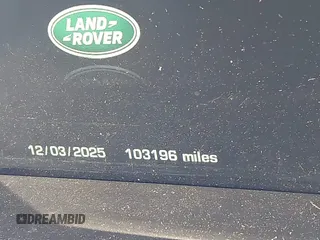 LAND
ROVER
12/03/2025 103196 miles
DREAMBID